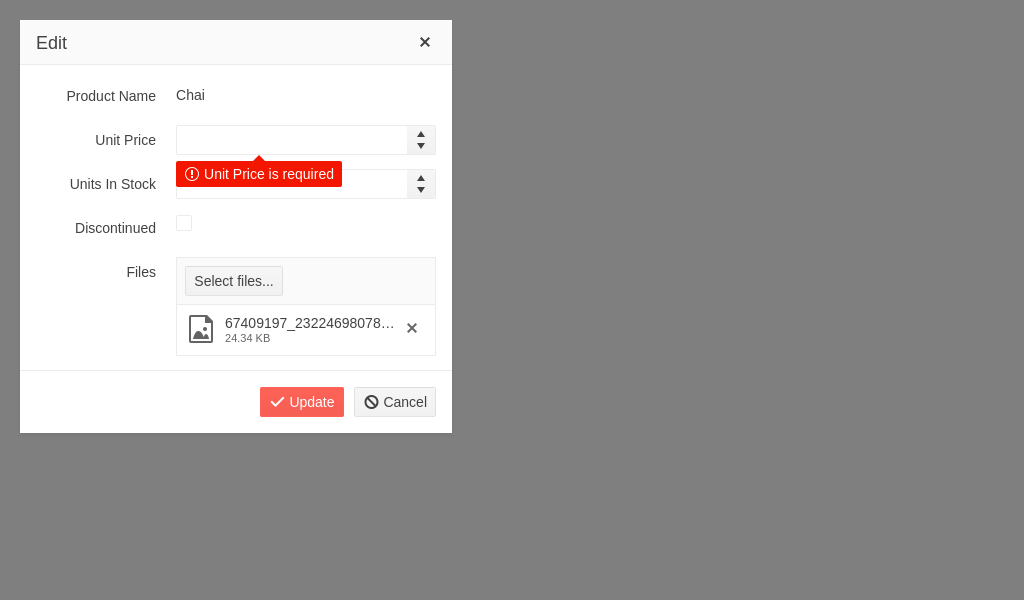 Edit
Product Name Chai
Unit Price
Unit Price is required
Units In Stock
Discontinued
Files Select files...
67409197_23224698078…
24.34 KB
Update Cancel